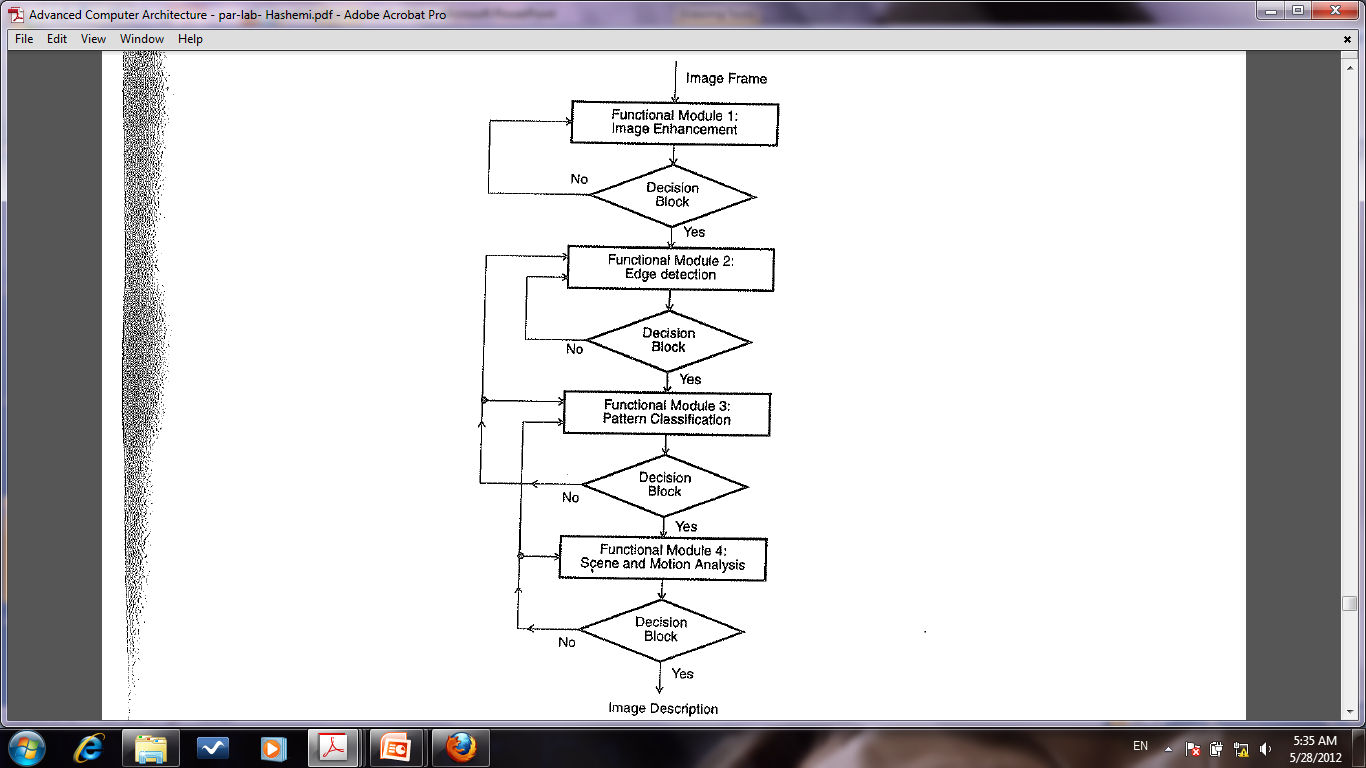 Advanced Computer Architecture - par-lab- Hashemi.pdf - Adobe Acrobat Pro
File Edit View Window Help
Image Frame
Functional Module 1:
Image Enhancement
No
Decision
Block
Yes
Functional Module 2:
Edge detection
Decision
Block
No
Yes
Functional Module 3:
Pattern Classification
Decision
Block
No
Yes
Functional Module 4:
Scene and Motion Analysis
Decision
Block
No
Yes
Image Description
EN
5:35 AM
5/28/2012